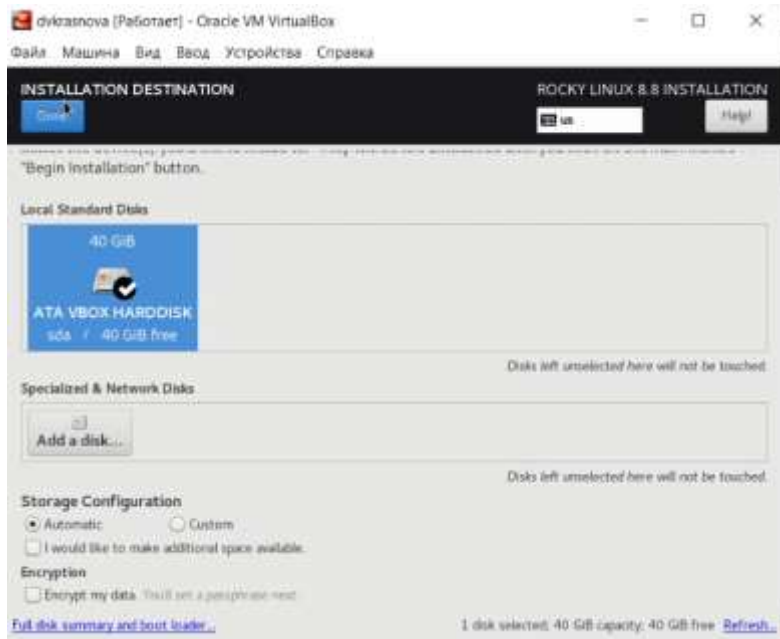 dvkrasnova [Работает] - Oracle VM VirtualBox
Файл Машина Вид Ввод Устройства Справка
INSTALLATION DESTINATION
ROCKY LINUX 8.8 INSTALLATION
Done
us
Help!
"Begin Installation" button.
Local Standard Disks
40 GiB
ATA VBOX HARDDISK
sda / 40 GiB free
Disks left unselected here will not be touched.
Specialized & Network Disks
Add a disk...
Disks left unselected here will not be touched.
Storage Configuration
Automatic Custom
I would like to make additional space available.
Encryption
Encrypt my data. You'll set a passphrase next.
Full disk summary and boot loader...
1 disk selected; 40 GiB capacity; 40 GiB free Refresh...